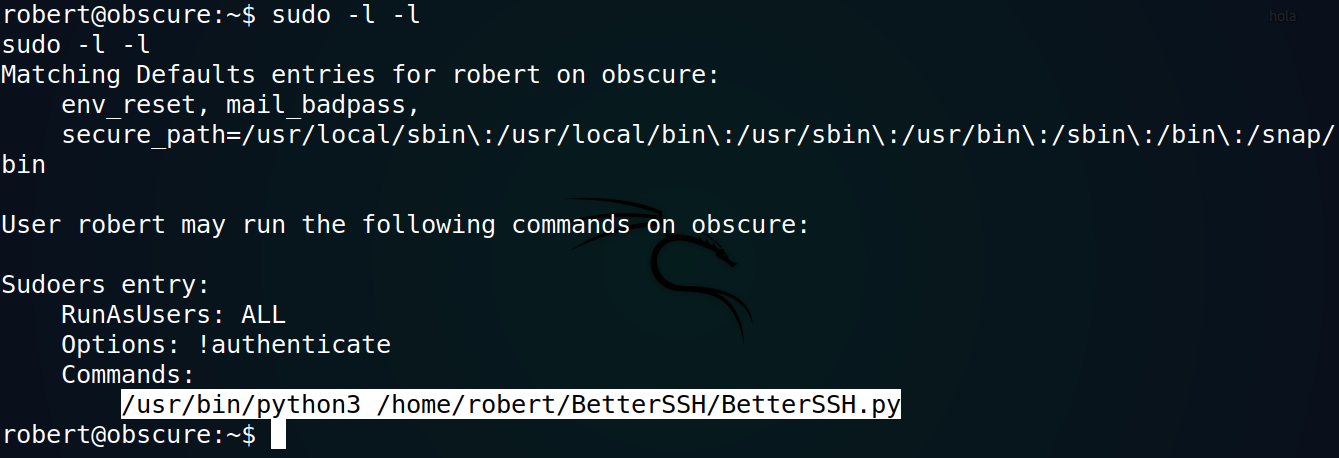 robert@obscure:~$ sudo -l -l
hola
sudo -l -l
Matching Defaults entries for robert on obscure:
    env_reset, mail_badpass,
    secure_path=/usr/local/sbin\:/usr/local/bin\:/usr/sbin\:/usr/bin\:/sbin\:/bin\:/snap/
bin
User robert may run the following commands on obscure:
Sudoers entry:
    RunAsUsers: ALL
    Options: !authenticate
    Commands:
        /usr/bin/python3 /home/robert/BetterSSH/BetterSSH.py
robert@obscure:~$